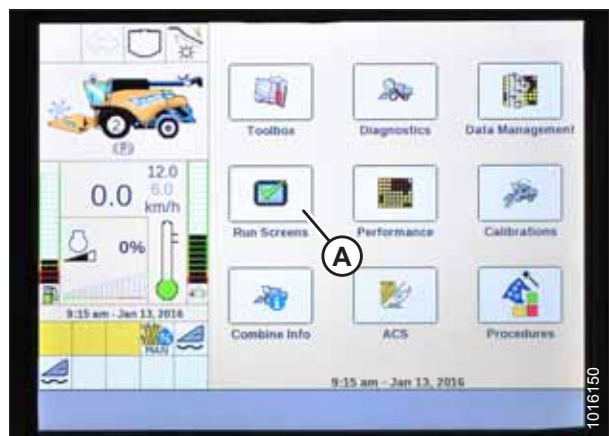 Toolbox
Diagnostics
Data Management
2
(P)
12.0
6.0
0.0
km/h
Run Screens
Performance
Calibrations
A
0%
9:15 am - Jan 13, 2016
MAN
Combine Info
ACS
Procedures
9:15 am - Jan 13, 2016
1016150